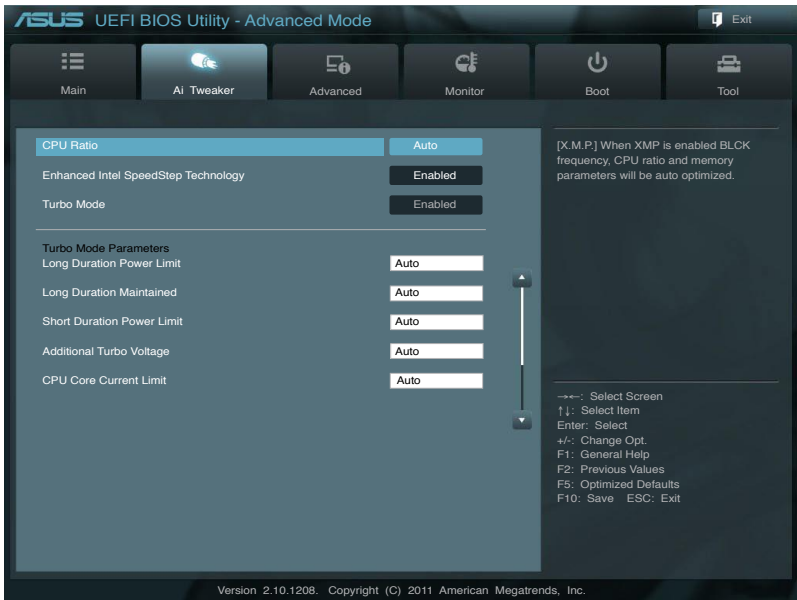 ASUS UEFI BIOS Utility - Advanced Mode
Exit
Main
Ai Tweaker
Advanced
Monitor
Boot
Tool
CPU Ratio Auto
Enhanced Intel SpeedStep Technology Enabled
Turbo Mode Enabled
Turbo Mode Parameters
Long Duration Power Limit Auto
Long Duration Maintained Auto
Short Duration Power Limit Auto
Additional Turbo Voltage Auto
CPU Core Current Limit Auto
[X.M.P.] When XMP is enabled BLCK
frequency, CPU ratio and memory
parameters will be auto optimized.
→←: Select Screen
↑↓: Select Item
Enter: Select
+/-: Change Opt.
F1: General Help
F2: Previous Values
F5: Optimized Defaults
F10: Save ESC: Exit
Version 2.10.1208. Copyright (C) 2011 American Megatrends, Inc.